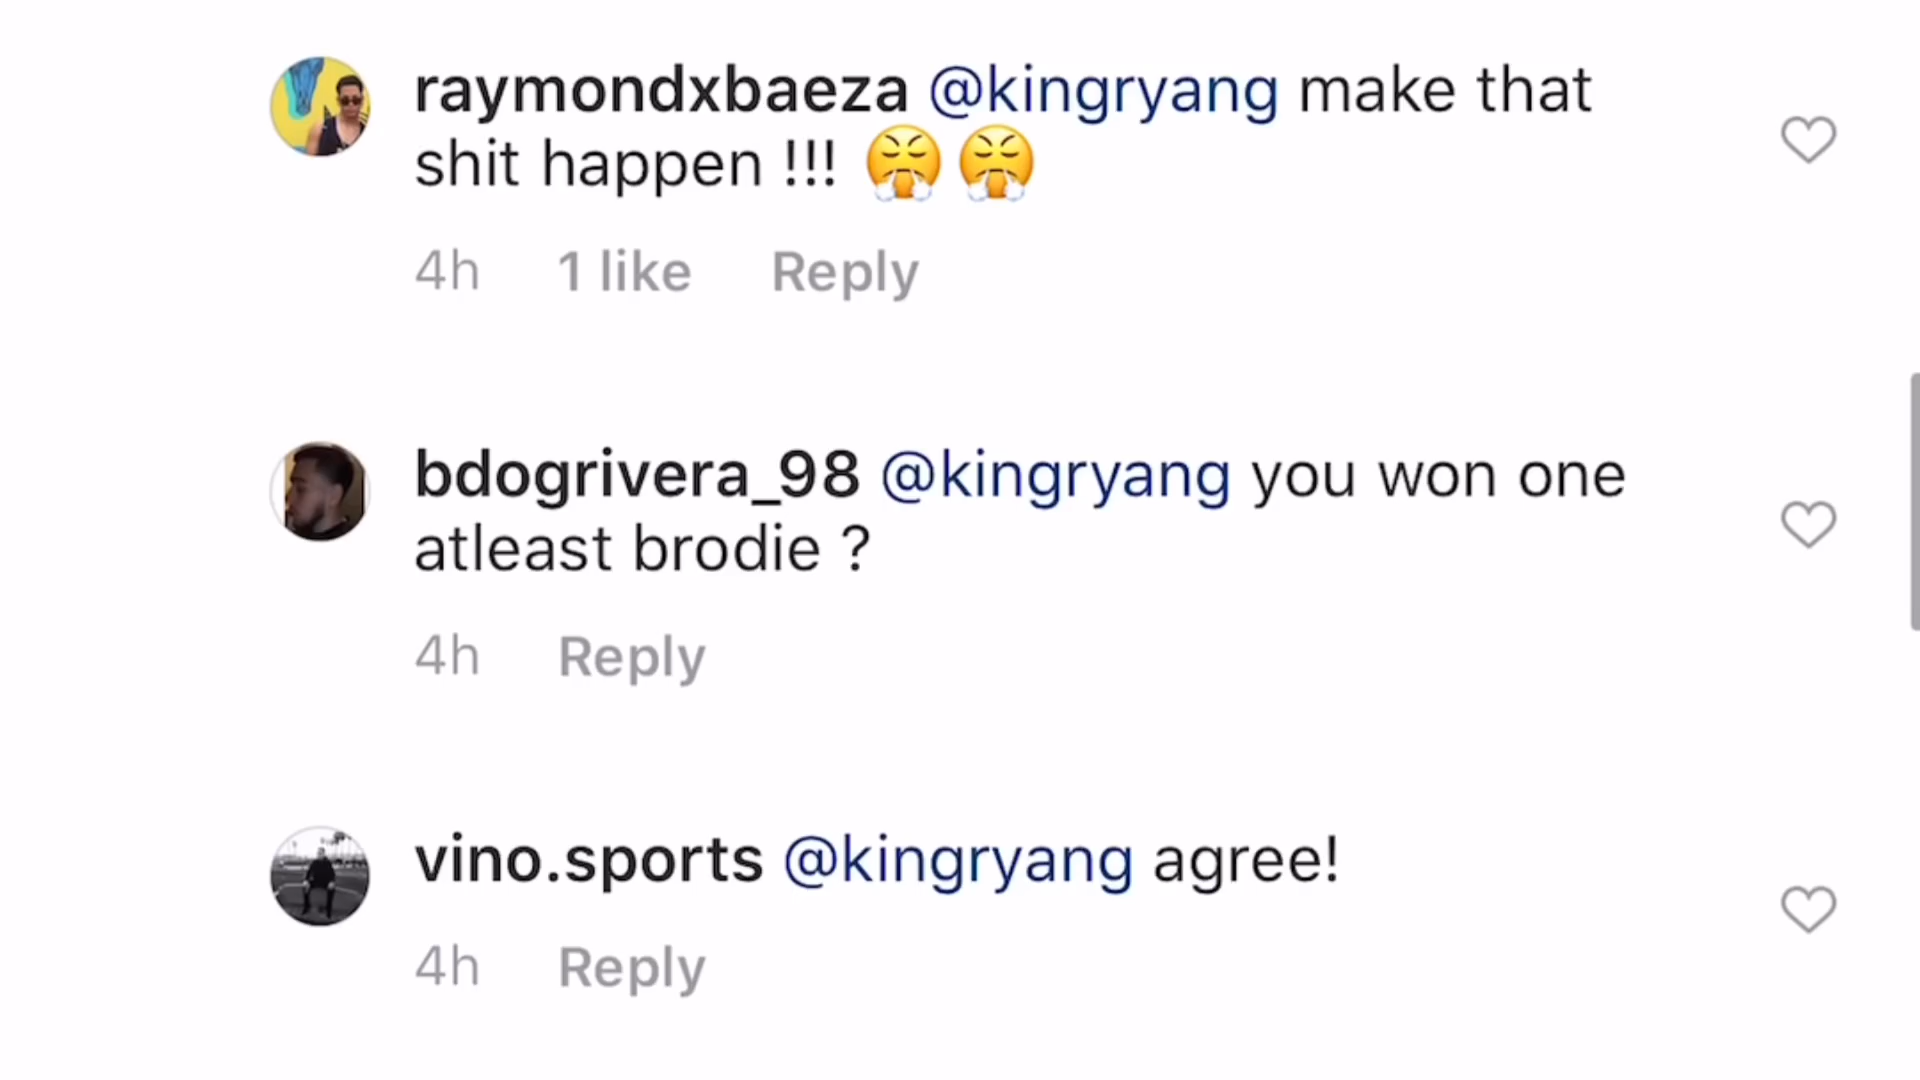 raymondxbaeza @kingryang make that
shit happen !!! 😤😤
4h 1 like Reply
bdogrivera_98 @kingryang you won one
atleast brodie ?
4h Reply
vino.sports @kingryang agree!
4h Reply